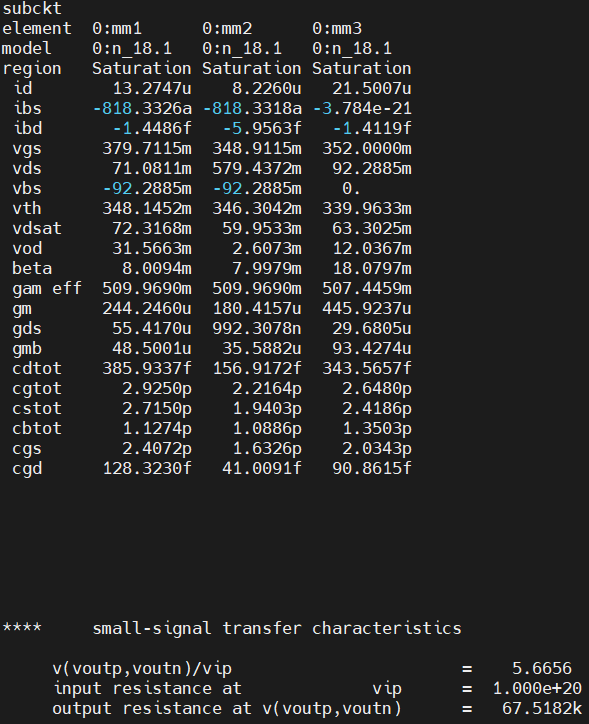 subckt
element  0:mm1      0:mm2      0:mm3
model    0:n_18.1   0:n_18.1   0:n_18.1
region   Saturation Saturation Saturation
id       13.2747u   8.2260u    21.5007u
ibs      -818.3326a -818.3318a -3.784e-21
ibd      -1.4486f   -5.9563f   -1.4119f
vgs      379.7115m  348.9115m  352.0000m
vds      71.0811m   579.4372m  92.2885m
vbs      -92.2885m  -92.2885m  0.
vth      348.1452m  346.3042m  339.9633m
vdsat    72.3168m   59.9533m   63.3025m
vod      31.5663m   2.6073m    12.0367m
beta     8.0094m    7.9979m    18.0797m
gam eff  509.9690m  509.9690m  507.4459m
gm       244.2460u  180.4157u  445.9237u
gds      55.4170u   992.3078n  29.6805u
gmb      48.5001u   35.5882u   93.4274u
cdtot    385.9337f  156.9172f  343.5657f
cgtot    2.9250p    2.2164p    2.6480p
cstot    2.7150p    1.9403p    2.4186p
cbtot    1.1274p    1.0886p    1.3503p
cgs      2.4072p    1.6326p    2.0343p
cgd      128.3230f  41.0091f   90.8615f
****     small-signal transfer characteristics
v(voutp,voutn)/vip = 5.6656
input resistance at vip = 1.000e+20
output resistance at v(voutp,voutn) = 67.5182k